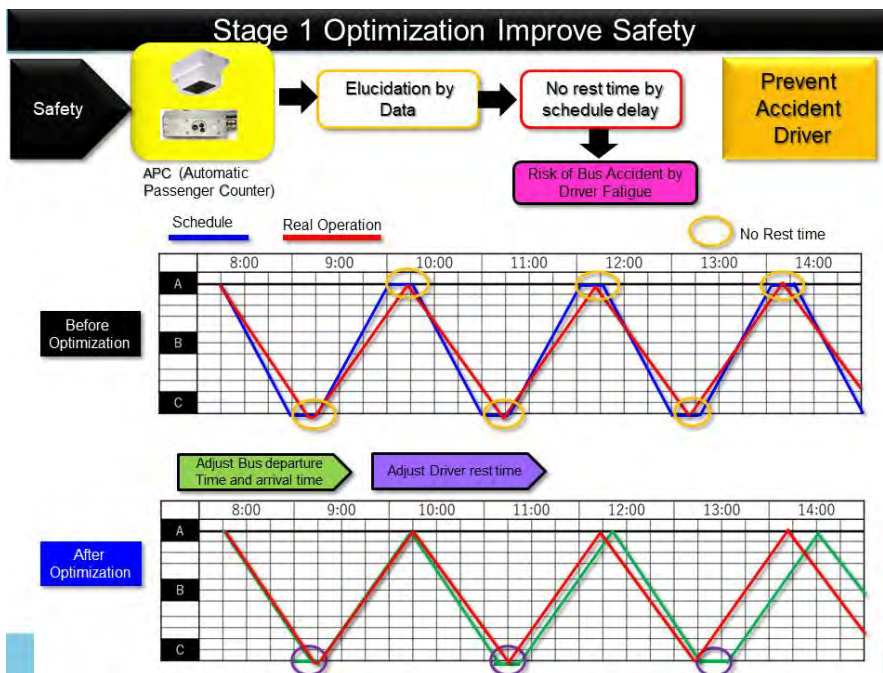 Stage 1 Optimization Improve Safety
Safety
APC (Automatic
Passenger Counter)
Elucidation by
Data
No rest time by
schedule delay
Risk of Bus Accident by
Driver Fatigue
Prevent
Accident
Driver
Schedule
Real Operation
No Rest time
8:00 9:00 10:00 11:00 12:00 13:00 14:00
Before
Optimization
A
B
C
Adjust Bus departure
Time and arrival time
Adjust Driver rest time
8:00 9:00 10:00 11:00 12:00 13:00 14:00
After
Optimization
A
B
C